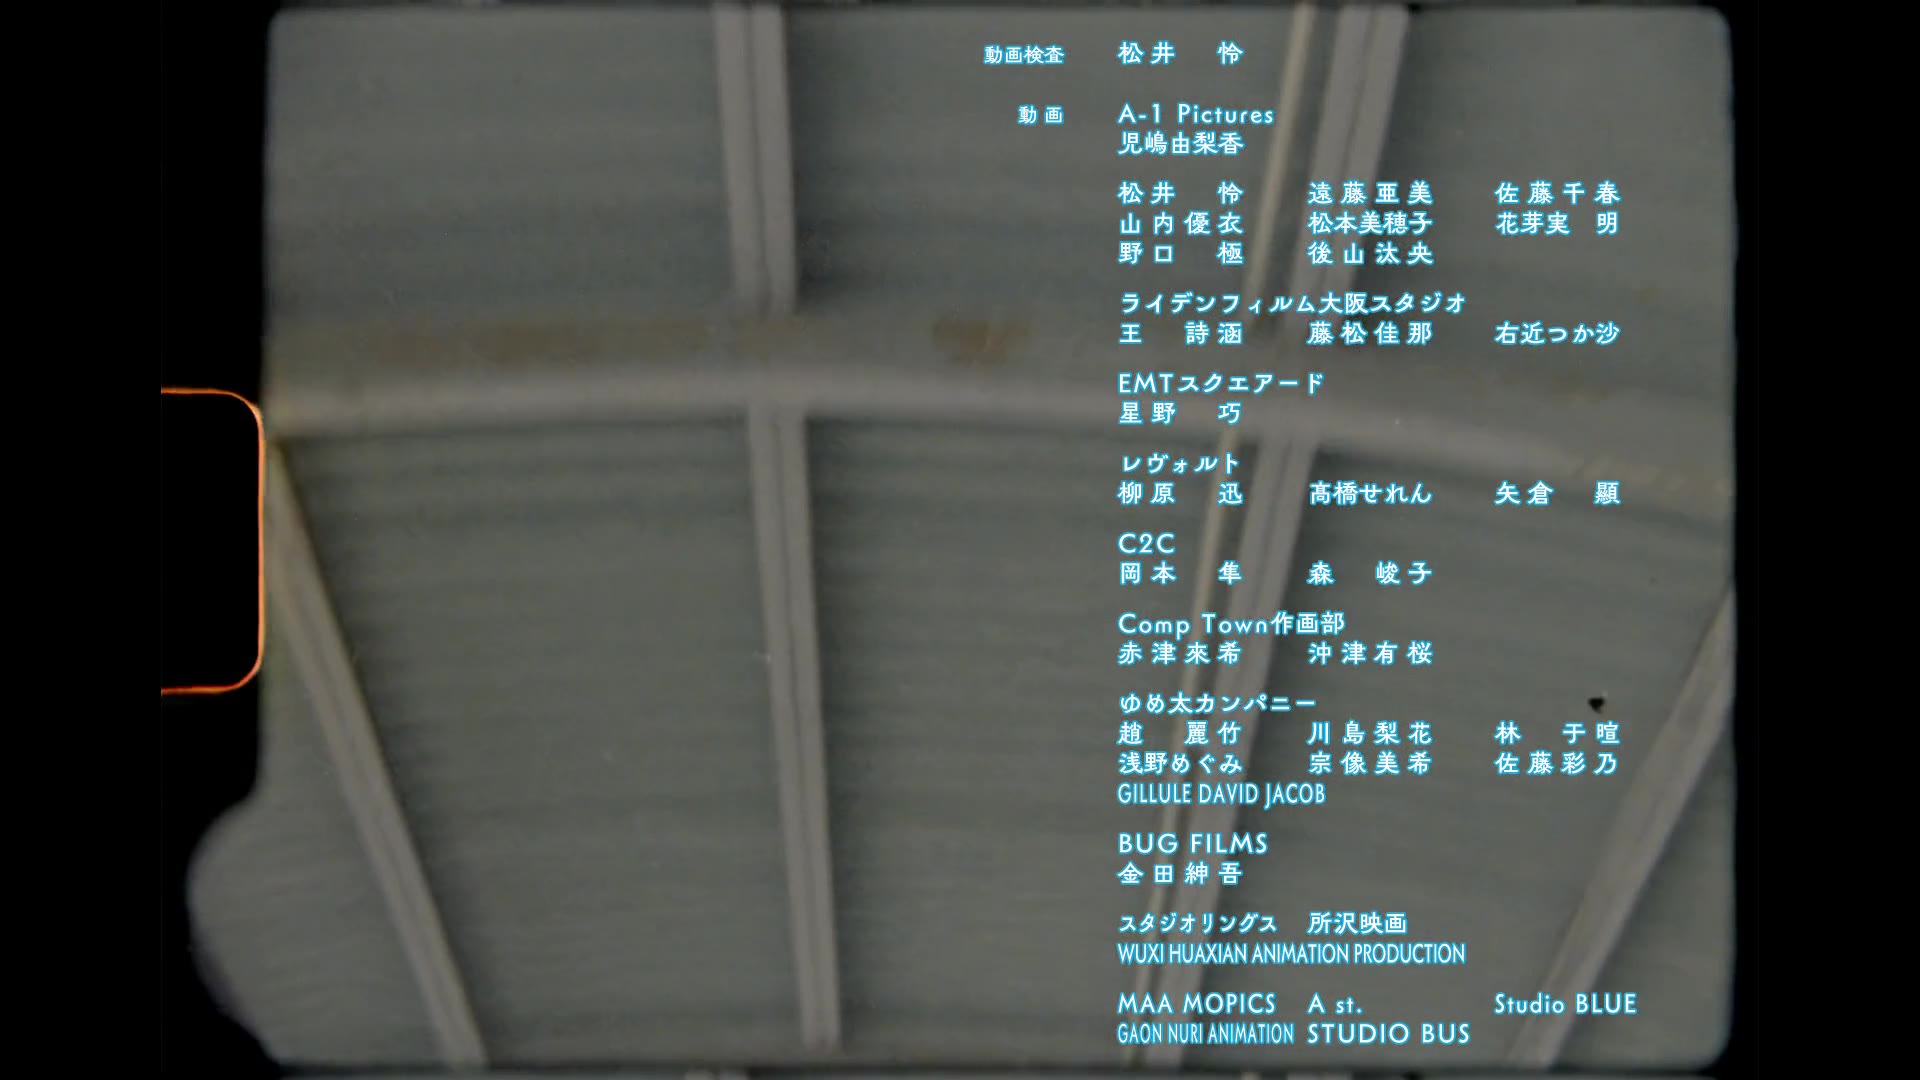 動画検査 松井 怜
動画 A-1 Pictures
児嶋由梨香
松井 怜 遠藤亜美 佐藤千春
山内優衣 松本美穂子 花芽実 明
野口 極 後山汰央
ライデンフィルム大阪スタジオ
王 詩涵 藤松佳那 右近つか沙
EMTスクエアード
星野 巧
レヴォルト
柳原 迅 髙橋せれん 矢倉 顯
C2C
岡本 隼 森 峻子
Comp Town作画部
赤津來希 沖津有桜
ゆめ太カンパニー
趙 麗竹 川島梨花 林 于暄
浅野めぐみ 宗像美希 佐藤彩乃
GILLULE DAVID JACOB
BUG FILMS
金田紳吾
スタジオリングス 所沢映画
WUXI HUAXIAN ANIMATION PRODUCTION
MAA MOPICS A st. Studio BLUE
GAON NURI ANIMATION STUDIO BUS